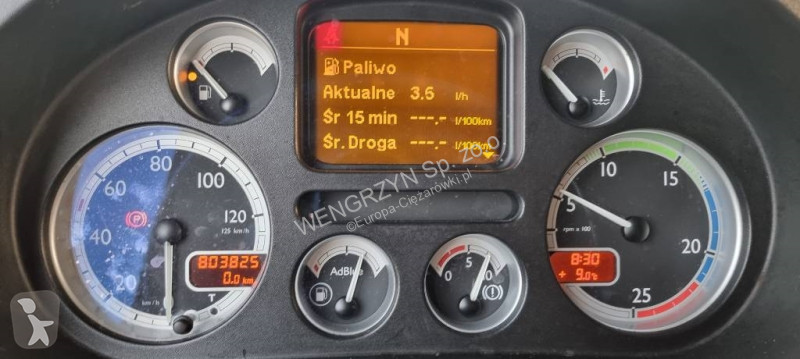 N
Paliwo
Aktualne 3.6 l/h
Śr 15 min ---,- l/100km
Śr. Droga ---,- l/100km
WENGRZYN Sp. zo.o
©Europa-Ciężarówki.pl
20 40 60 80 100 120
125 km/h
km/h
803825
0.0 km
T
AdBlue
0 5 10
5 10 15 20 25
rpm x 100
8:30
+ 9.0°C